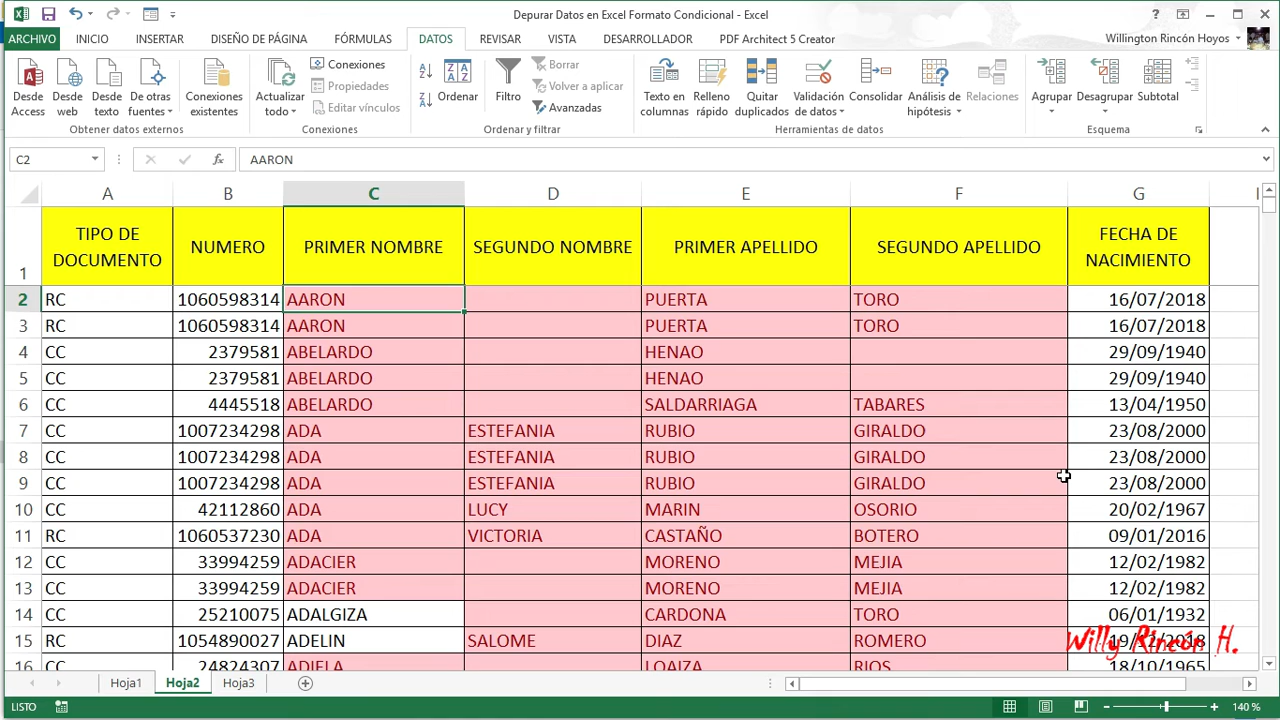 Depurar Datos en Excel Formato Condicional - Excel
ARCHIVO INICIO INSERTAR DISEÑO DE PÁGINA FÓRMULAS DATOS REVISAR VISTA DESARROLLADOR PDF Architect 5 Creator Willington Rincón Hoyos
Desde Access
Desde web
Desde texto
De otras fuentes
Conexiones existentes
Obtener datos externos
Actualizar todo
Conexiones
Propiedades
Editar vínculos
Conexiones
Ordenar
Filtro
Borrar
Volver a aplicar
Avanzadas
Ordenar y filtrar
Texto en columnas
Relleno rápido
Quitar duplicados
Validación de datos
Consolidar
Análisis de hipótesis
Relaciones
Herramientas de datos
Agrupar
Desagrupar
Subtotal
Esquema
C2 fx AARON
A B C D E F G I
1 TIPO DE DOCUMENTO NUMERO PRIMER NOMBRE SEGUNDO NOMBRE PRIMER APELLIDO SEGUNDO APELLIDO FECHA DE NACIMIENTO
2 RC 1060598314 AARON PUERTA TORO 16/07/2018
3 RC 1060598314 AARON PUERTA TORO 16/07/2018
4 CC 2379581 ABELARDO HENAO 29/09/1940
5 CC 2379581 ABELARDO HENAO 29/09/1940
6 CC 4445518 ABELARDO SALDARRIAGA TABARES 13/04/1950
7 CC 1007234298 ADA ESTEFANIA RUBIO GIRALDO 23/08/2000
8 CC 1007234298 ADA ESTEFANIA RUBIO GIRALDO 23/08/2000
9 CC 1007234298 ADA ESTEFANIA RUBIO GIRALDO 23/08/2000
10 CC 42112860 ADA LUCY MARIN OSORIO 20/02/1967
11 RC 1060537230 ADA VICTORIA CASTAÑO BOTERO 09/01/2016
12 CC 33994259 ADACIER MORENO MEJIA 12/02/1982
13 CC 33994259 ADACIER MORENO MEJIA 12/02/1982
14 CC 25210075 ADALGIZA CARDONA TORO 06/01/1932
15 RC 1054890027 ADELIN SALOME DIAZ ROMERO
Willy Rincón H.
16 CC 24824307 ADIELA LOAIZA RIOS 18/10/1965
Hoja1 Hoja2 Hoja3
LISTO 140 %